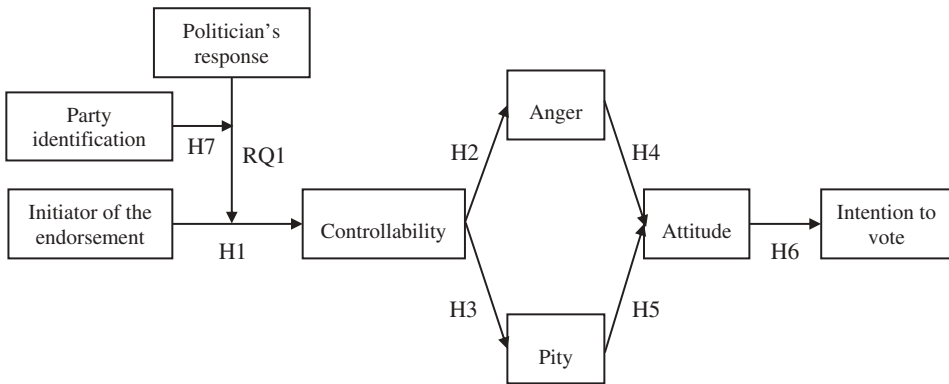 Politician's
response
Party
identification
H7
RQ1
Initiator of the
endorsement
H1
Controllability
H2
H3
Anger
Pity
H4
H5
Attitude
H6
Intention to
vote